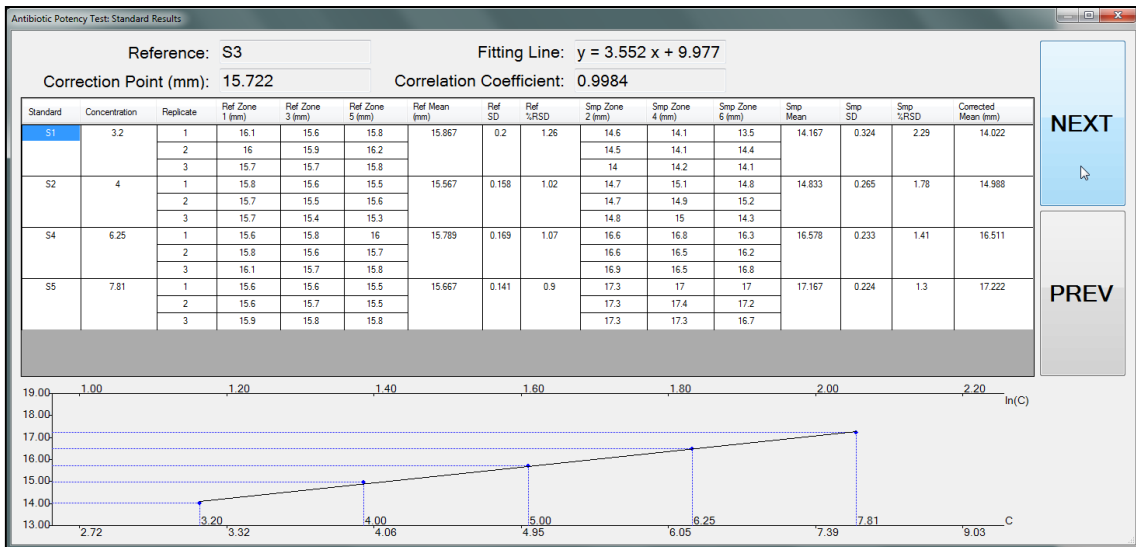 Antibiotic Potency Test: Standard Results
Reference: S3 Fitting Line: y = 3.552 x + 9.977
Correction Point (mm): 15.722 Correlation Coefficient: 0.9984
Standard Concentration Replicate Ref Zone 1 (mm) Ref Zone 3 (mm) Ref Zone 5 (mm) Ref Mean (mm) Ref SD Ref %RSD Smp Zone 2 (mm) Smp Zone 4 (mm) Smp Zone 6 (mm) Smp Mean Smp SD Smp %RSD Corrected Mean (mm)
S1 3.2 1 16.1 15.6 15.8 15.867 0.2 1.26 14.6 14.1 13.5 14.167 0.324 2.29 14.022
2 16 15.9 16.2 14.5 14.1 14.4
3 15.7 15.7 15.8 14 14.2 14.1
S2 4 1 15.8 15.6 15.5 15.567 0.158 1.02 14.7 15.1 14.8 14.833 0.265 1.78 14.988
2 15.7 15.5 15.6 14.7 14.9 15.2
3 15.7 15.4 15.3 14.8 15 14.3
S4 6.25 1 15.6 15.8 16 15.789 0.169 1.07 16.6 16.8 16.3 16.578 0.233 1.41 16.511
2 15.8 15.6 15.7 16.6 16.5 16.2
3 16.1 15.7 15.8 16.9 16.5 16.8
S5 7.81 1 15.6 15.6 15.5 15.667 0.141 0.9 17.3 17 17 17.167 0.224 1.3 17.222
2 15.6 15.7 15.5 17.3 17.4 17.2
3 15.9 15.8 15.8 17.3 17.3 16.7
NEXT
PREV
1.00 1.20 1.40 1.60 1.80 2.00 2.20
ln(C)
19.00
18.00
17.00
16.00
15.00
14.00
13.00
3.20 4.00 5.00 6.25 7.81 C
2.72 3.32 4.06 4.95 6.05 7.39 9.03